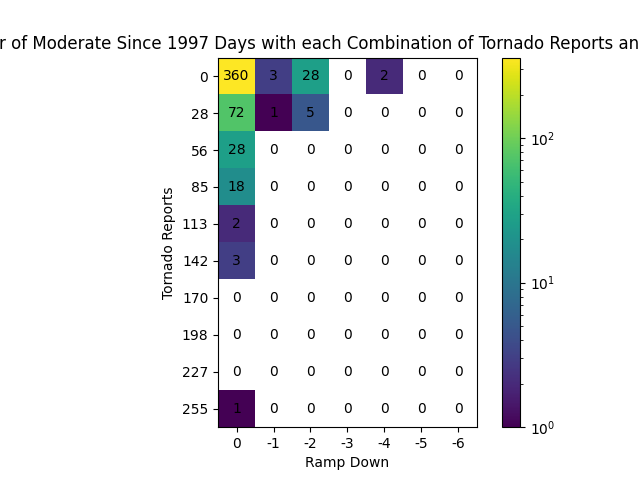 r of Moderate Since 1997 Days with each Combination of Tornado Reports an
0 360 3 28 0 2 0 0
28 72 1 5 0 0 0 0
56 28 0 0 0 0 0 0
85 18 0 0 0 0 0 0
113 2 0 0 0 0 0 0
142 3 0 0 0 0 0 0
170 0 0 0 0 0 0 0
198 0 0 0 0 0 0 0
227 0 0 0 0 0 0 0
255 1 0 0 0 0 0 0
0 -1 -2 -3 -4 -5 -6
Ramp Down
Tornado Reports
10²
10¹
10⁰